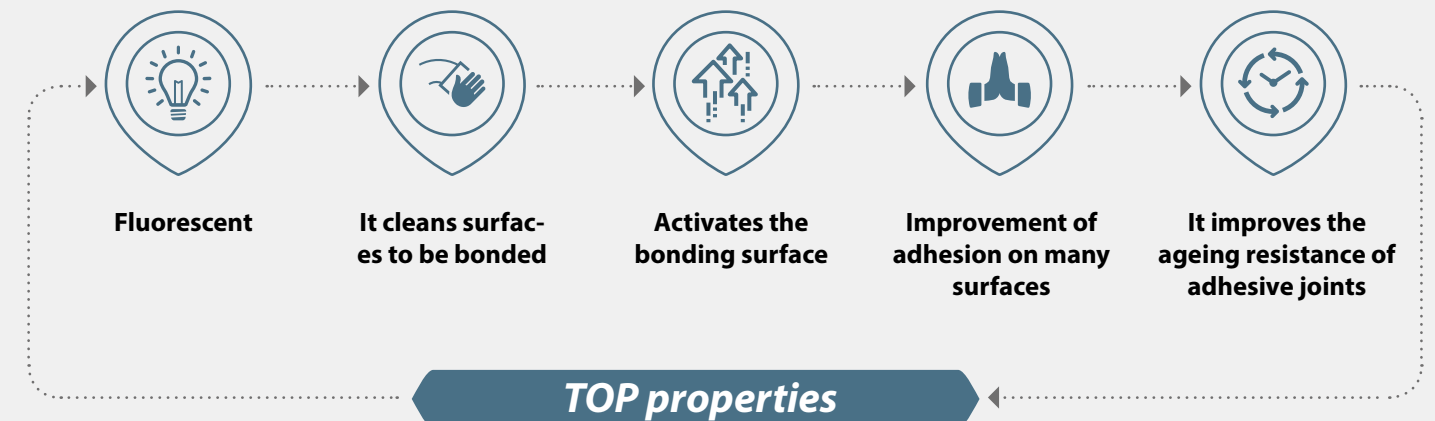 Fluorescent
It cleans surfac-
es to be bonded
Activates the
bonding surface
Improvement of
adhesion on many
surfaces
It improves the
ageing resistance of
adhesive joints
TOP properties